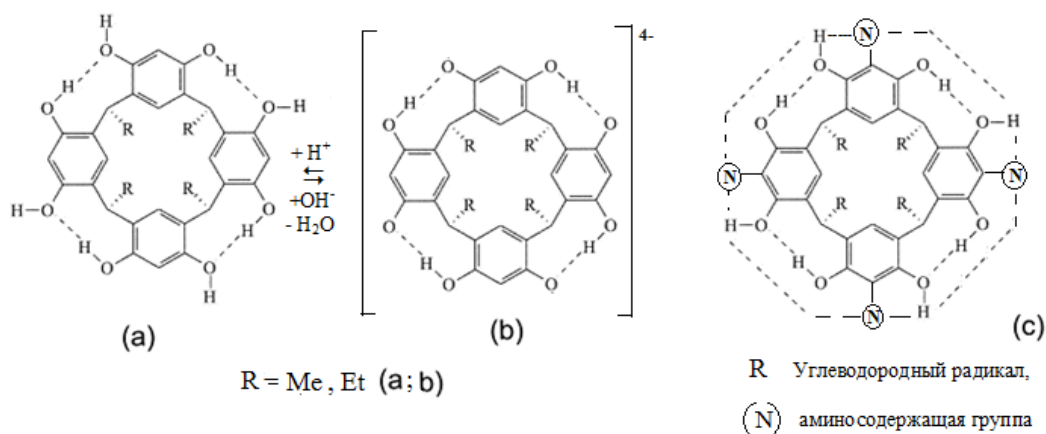 H
O
O
H
H
O
O–H
R
R
R
R
H–O
O
H
H
O
O
H
(a)
+ H⁺
⇆
+OH⁻
- H₂O
4-
O
O
H
H
O
O
R
R
R
R
O
O
H
H
O
O
(b)
R = Me , Et (a; b)
H
N
O
O
H
H
O
O
H
R
R
N
N
R
R
H
O
O
H
H
O
O
H
N
(c)
R Углеводородный радикал,
N аминосодержащая группа